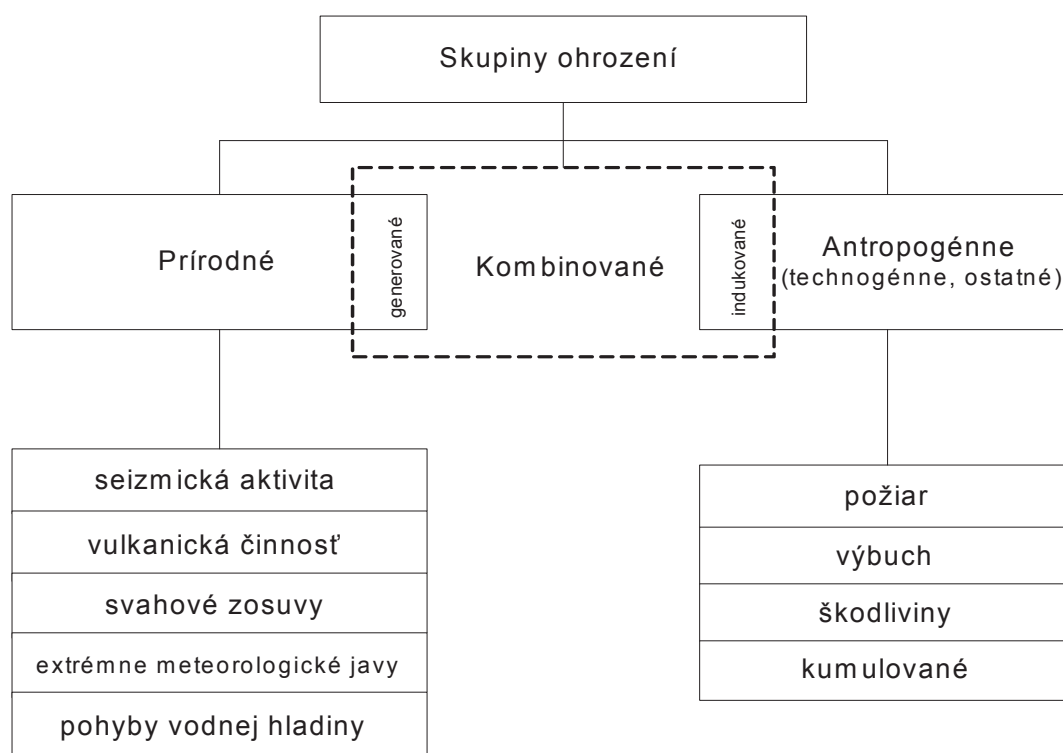 Skupiny ohrození
Prírodné
generované
Kombinované
indukované
Antropogénne
(technogénne, ostatné)
seizmická aktivita
vulkanická činnosť
svahové zosuvy
extrémne meteorologické javy
pohyby vodnej hladiny
požiar
výbuch
škodliviny
kumulované